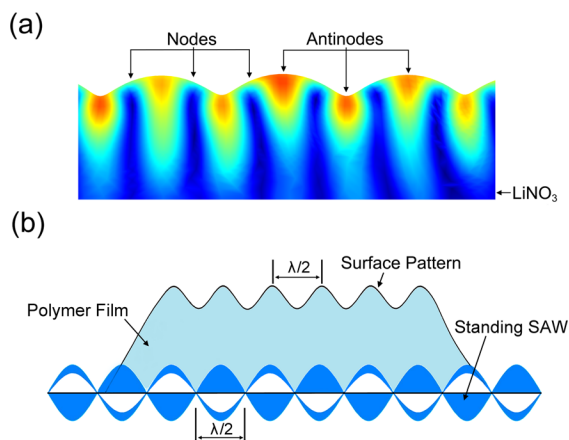 (a)
Nodes
Antinodes
LiNO₃
(b)
λ/2
Surface Pattern
Polymer Film
Standing SAW
λ/2